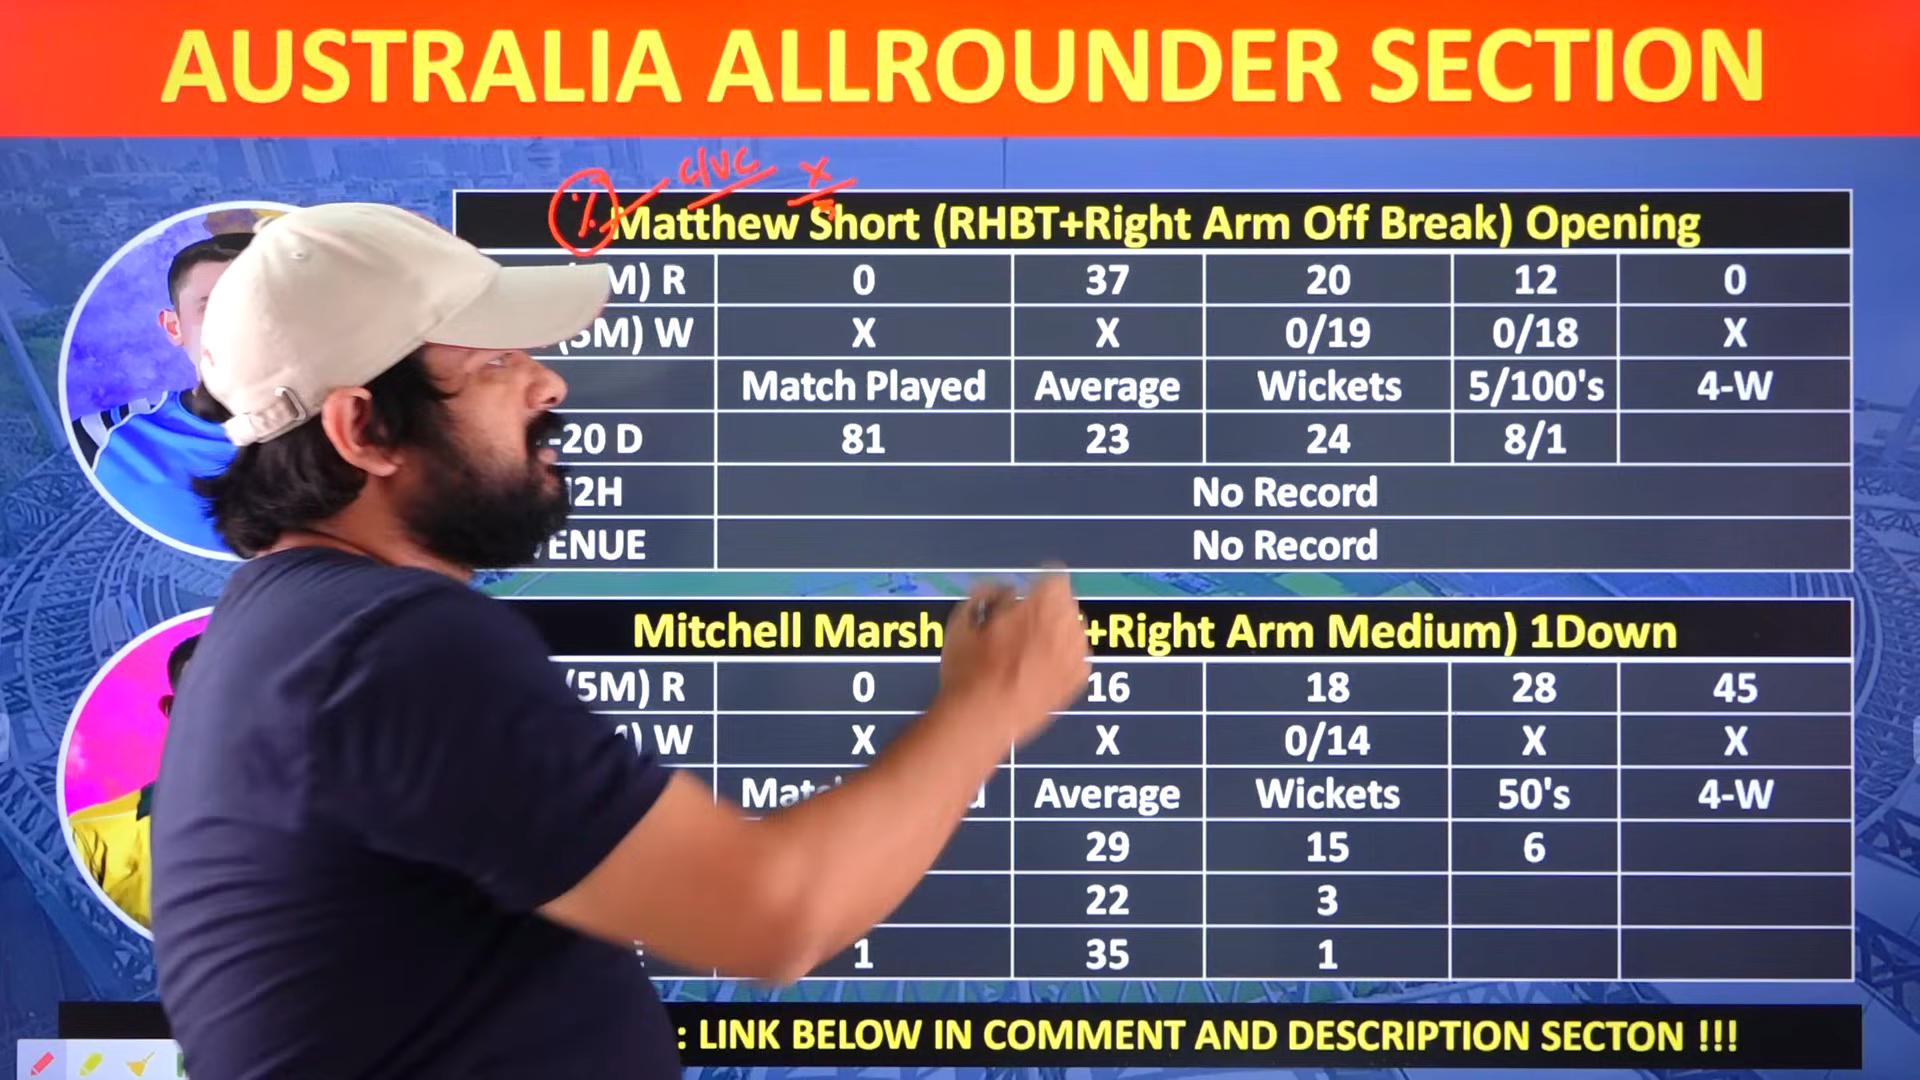 AUSTRALIA ALLROUNDER SECTION
C/VC X
Matthew Short (RHBT+Right Arm Off Break) Opening
M) R 0 37 20 12 0
(5M) W X X 0/19 0/18 X
Match Played Average Wickets 5/100's 4-W
-20 D 81 23 24 8/1
H2H No Record
VENUE No Record
Mitchell Marsh +Right Arm Medium) 1Down
(5M) R 0 16 18 28 45
) W X X 0/14 X X
Average Wickets 50's 4-W
29 15 6
22 3
1 35 1
: LINK BELOW IN COMMENT AND DESCRIPTION SECTON !!!